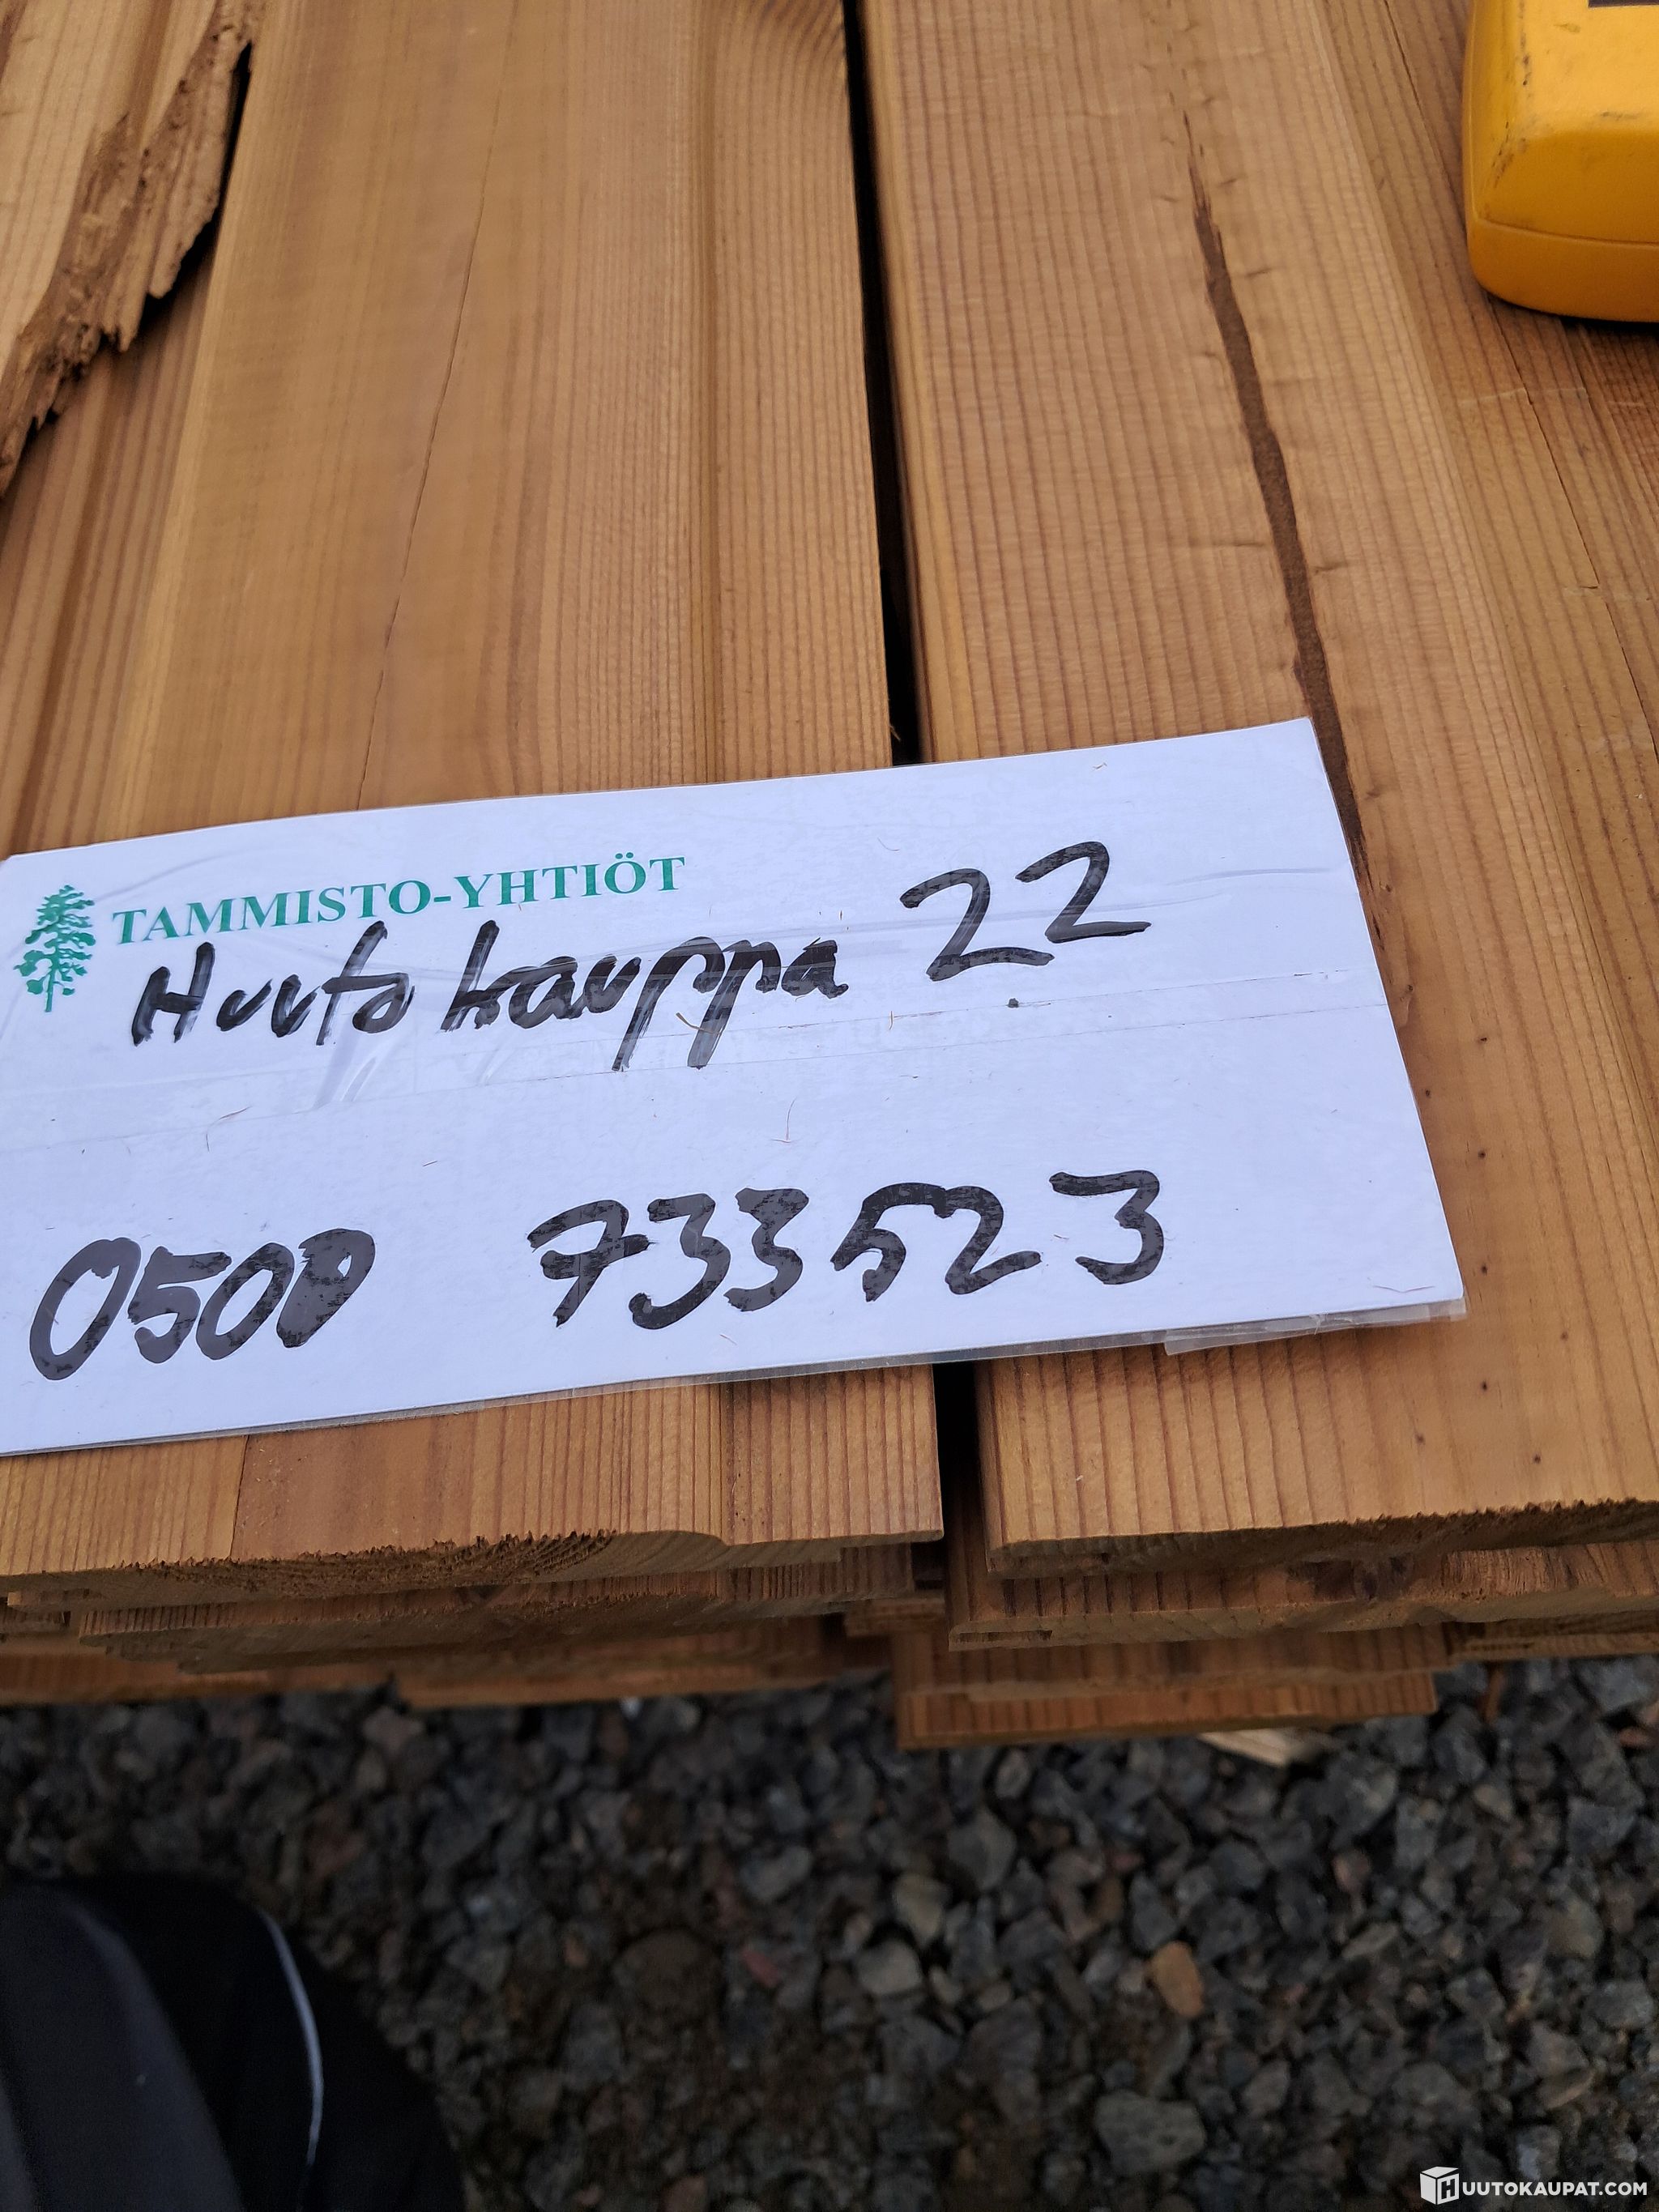 TAMMISTO-YHTIÖT
Huutokauppa 22
0500 733523
HUUTOKAUPAT.COM